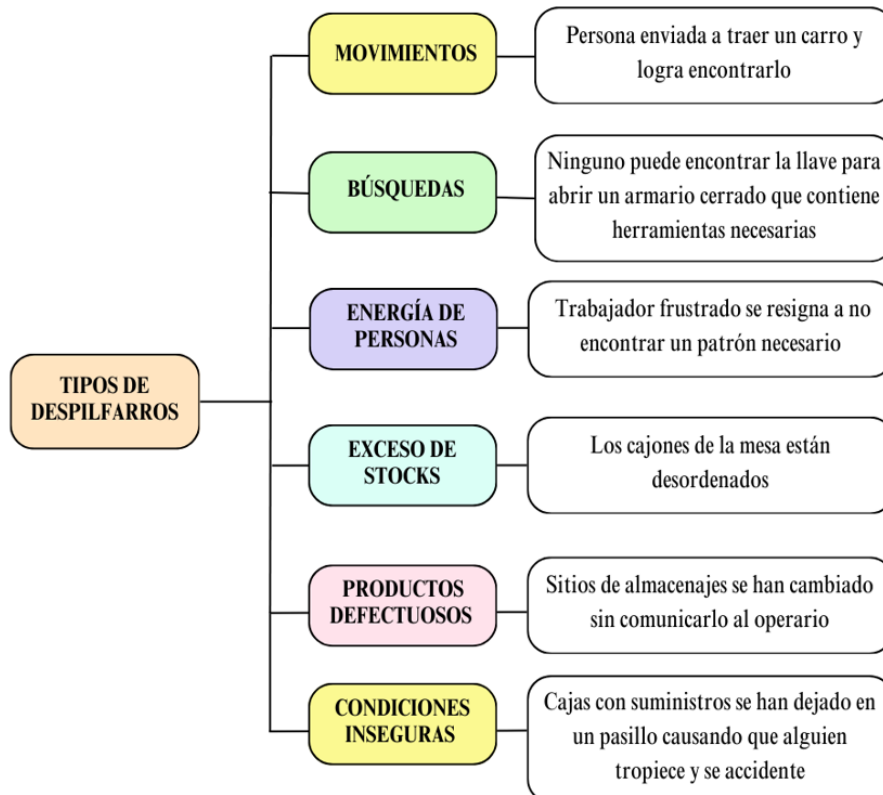 MOVIMIENTOS
Persona enviada a traer un carro y
logra encontrarlo
BÚSQUEDAS
Ninguno puede encontrar la llave para
abrir un armario cerrado que contiene
herramientas necesarias
ENERGÍA DE
PERSONAS
Trabajador frustrado se resigna a no
encontrar un patrón necesario
TIPOS DE
DESPILFARROS
EXCESO DE
STOCKS
Los cajones de la mesa están
desordenados
PRODUCTOS
DEFECTUOSOS
Sitios de almacenajes se han cambiado
sin comunicarlo al operario
CONDICIONES
INSEGURAS
Cajas con suministros se han dejado en
un pasillo causando que alguien
tropiece y se accidente